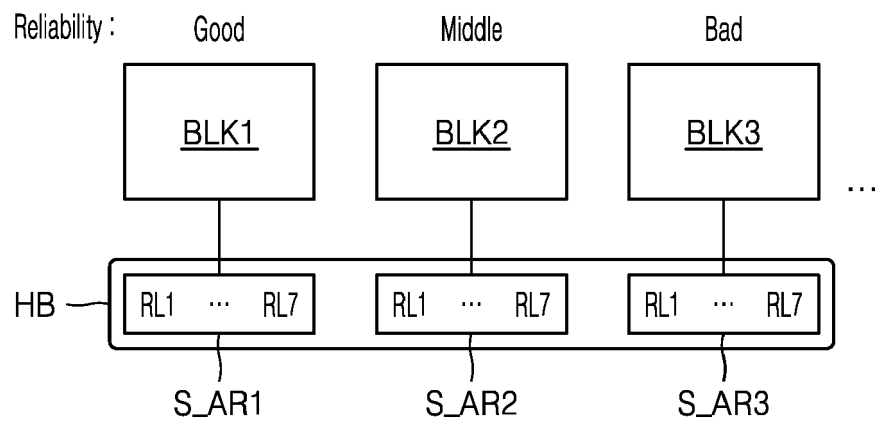 Reliability : Good Middle Bad
BLK1 BLK2 BLK3
...
HB RL1 ... RL7 RL1 ... RL7 RL1 ... RL7
S_AR1 S_AR2 S_AR3